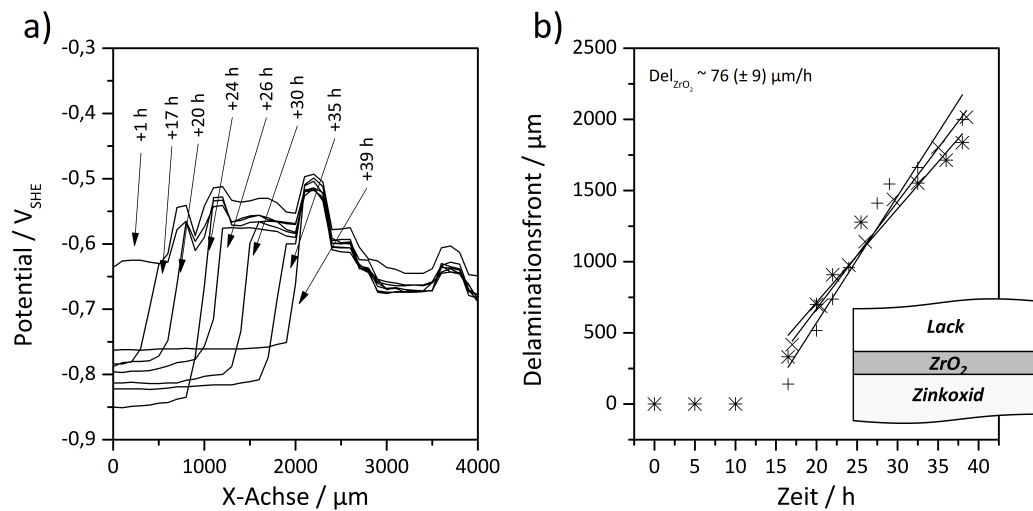 a)
Potential / V_SHE
-0,3
-0,4
-0,5
-0,6
-0,7
-0,8
-0,9
+1 h
+17 h
+20 h
+24 h
+26 h
+30 h
+35 h
+39 h
0
1000
2000
3000
4000
X-Achse / µm
b)
Delaminationsfront / µm
2500
2000
1500
1000
500
0
Del_ZrO₂ ~ 76 (± 9) µm/h
Lack
ZrO₂
Zinkoxid
0
5
10
15
20
25
30
35
40
Zeit / h